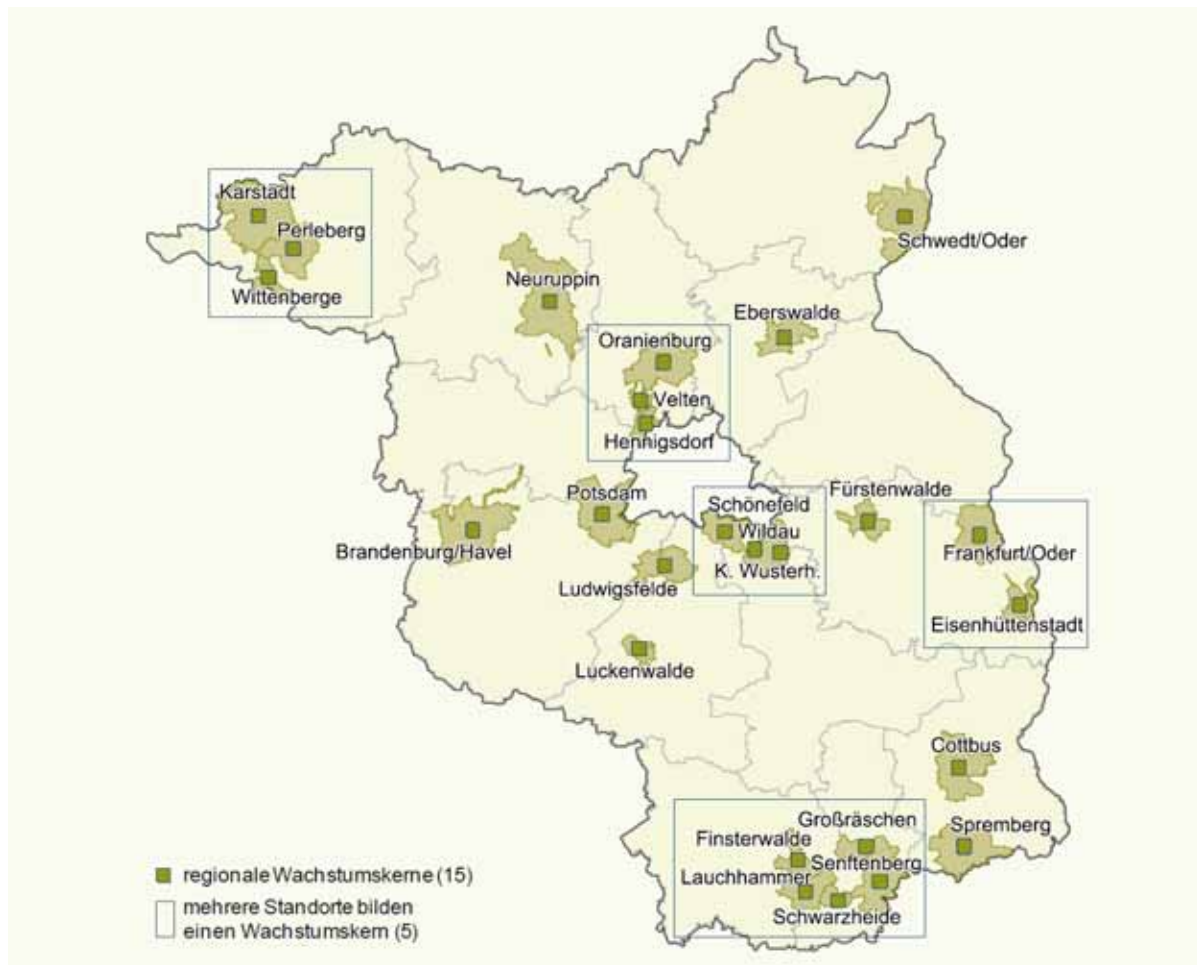 Karstädt
Perleberg
Wittenberge
Schwedt/Oder
Neuruppin
Eberswalde
Oranienburg
Velten
Hennigsdorf
Fürstenwalde
Potsdam
Schönefeld
Wildau
K. Wusterh.
Brandenburg/Havel
Frankfurt/Oder
Ludwigsfelde
Eisenhüttenstadt
Luckenwalde
Cottbus
Großräschen
Spremberg
Finsterwalde
Senftenberg
Lauchhammer
Schwarzheide
regionale Wachstumskerne (15)
mehrere Standorte bilden
einen Wachstumskern (5)